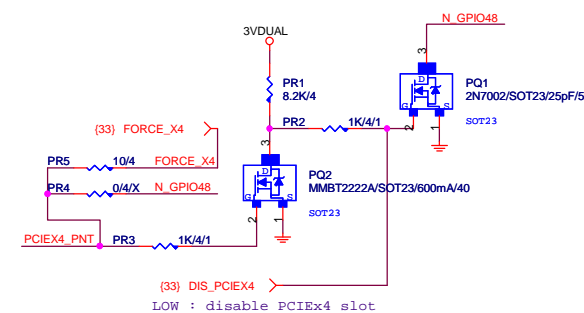 N_GPIO48
3VDUAL
3
D
G
S
PQ1
2N7002/SOT23/25pF/5
SOT23
2
1
PR1
8.2K/4
PR2
1K/4/1
{33} FORCE_X4
3
PR5
10/4
FORCE_X4
PR4
0/4/X
N_GPIO48
D
G
S
PQ2
MMBT2222A/SOT23/600mA/40
SOT23
2
1
PCIEX4_PNT
PR3
1K/4/1
{33} DIS_PCIEX4
LOW : disable PCIEx4 slot